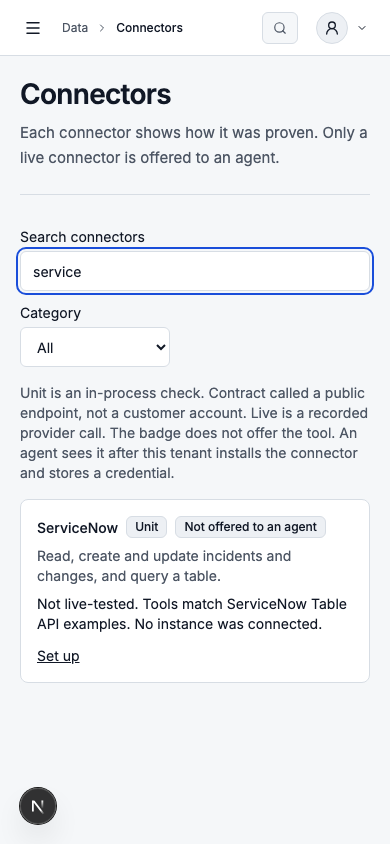 Data > Connectors
Connectors
Each connector shows how it was proven. Only a
live connector is offered to an agent.
Search connectors
service
Category
All
Unit is an in-process check. Contract called a public
endpoint, not a customer account. Live is a recorded
provider call. The badge does not offer the tool. An
agent sees it after this tenant installs the connector
and stores a credential.
ServiceNow Unit Not offered to an agent
Read, create and update incidents and
changes, and query a table.
Not live-tested. Tools match ServiceNow Table
API examples. No instance was connected.
Set up
N